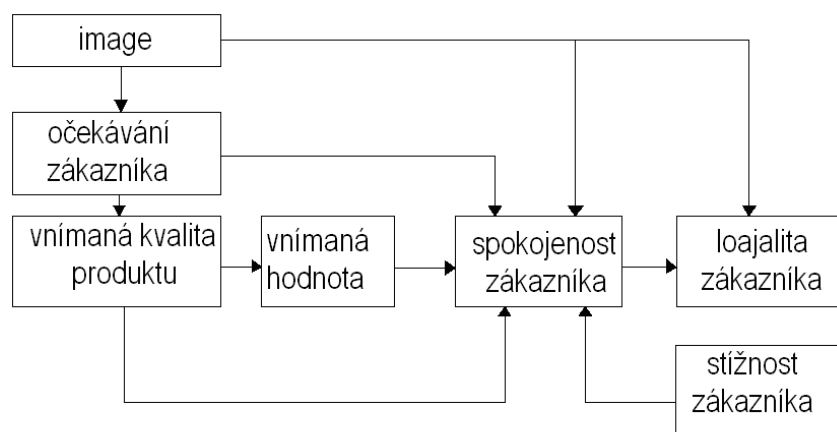 image
očekávání
zákazníka
vnímaná kvalita
produktu
vnímaná
hodnota
spokojenost
zákazníka
loajalita
zákazníka
stížnost
zákazníka